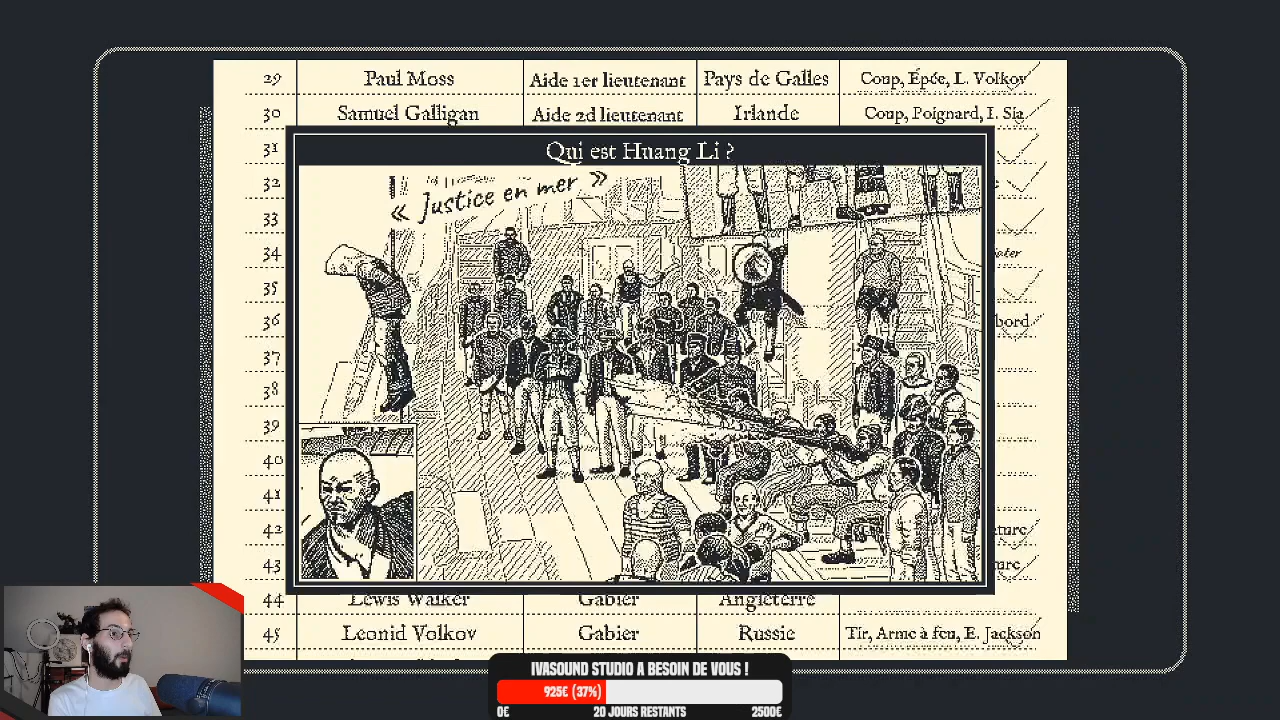 29 Paul Moss Aide 1er lieutenant Pays de Galles Coup, Épée, L. Volkov
30 Samuel Galligan Aide 2d lieutenant Irlande Coup, Poignard, I. Sia
31
Qui est Huang Li ?
« Justice en mer »
32
33
34
35
36 bord
37
38
39
40
41
42
43
44 Lewis Walker Gabier Angleterre
45 Leonid Volkov Gabier Russie Tir, Arme à feu, E. Jackson
IVASOUND STUDIO A BESOIN DE VOUS !
925€ (37%)
0€ 20 JOURS RESTANTS 2500€